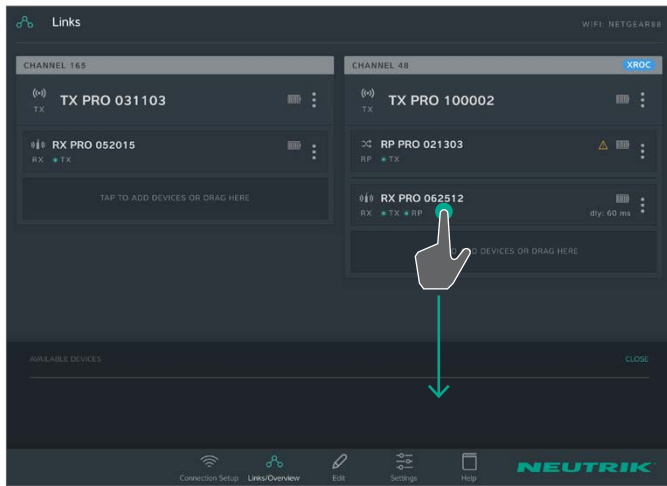 Links
WIFI: NETGEAR88
CHANNEL 165
TX
TX PRO 031103
RX PRO 052015
RX TX
TAP TO ADD DEVICES OR DRAG HERE
CHANNEL 48
XROC
TX
TX PRO 100002
RP PRO 021303
RP TX
RX PRO 062512
RX TX RP
dly: 60 ms
ADD DEVICES OR DRAG HERE
AVAILABLE DEVICES
CLOSE
Connection Setup
Links/Overview
Edit
Settings
Help
NEUTRIK